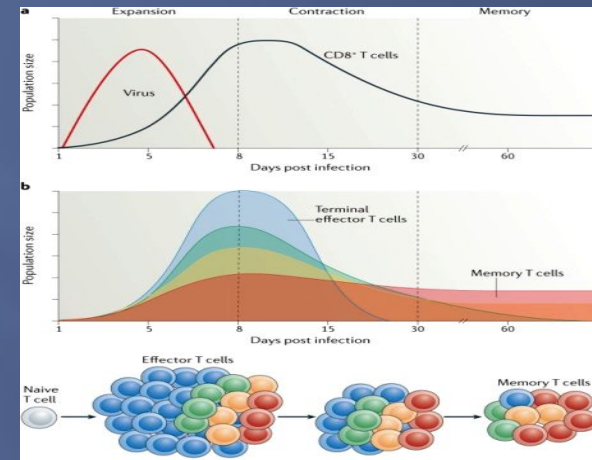 a
Expansion Contraction Memory
Population size
CD8⁺ T cells
Virus
1 5 8 15 30 60
Days post infection
b
Population size
Terminal
effector T cells
Memory T cells
1 5 8 15 30 60
Days post infection
Effector T cells
Naive
T cell
Memory T cells